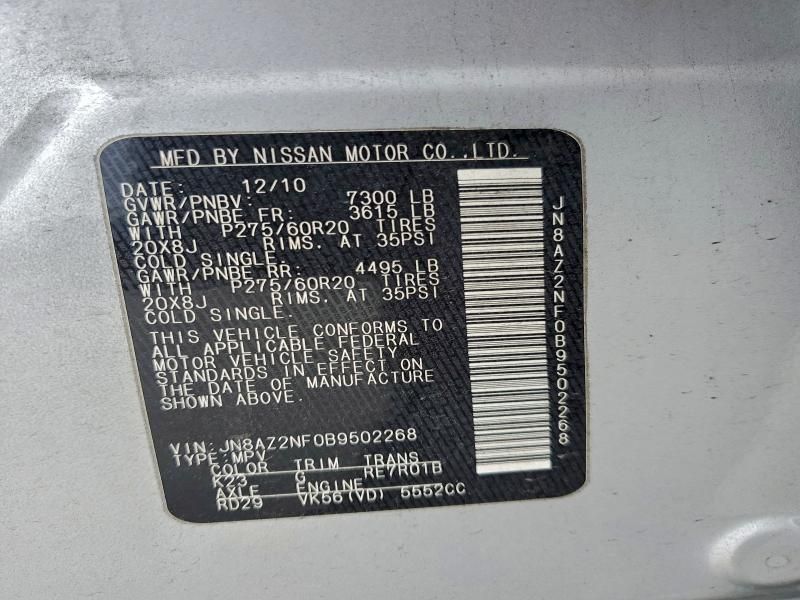 MFD BY NISSAN MOTOR CO.,LTD.
DATE: 12/10
GVWR/PNBV: 7300 LB
GAWR/PNBE FR: 3615 LB
WITH P275/60R20 TIRES
20X8J RIMS. AT 35PSI
COLD SINGLE.
GAWR/PNBE RR: 4495 LB
WITH P275/60R20 TIRES
20X8J RIMS. AT 35PSI
COLD SINGLE.
THIS VEHICLE CONFORMS TO
ALL APPLICABLE FEDERAL
MOTOR VEHICLE SAFETY
STANDARDS IN EFFECT ON
THE DATE OF MANUFACTURE
SHOWN ABOVE.
VIN:JN8AZ2NF0B9502268
TYPE:MPV
COLOR TRIM TRANS
K23 G RE7R01B
AXLE ENGINE
RD29 VK56(VD) 5552CC
JN8AZ2NF0B9502268